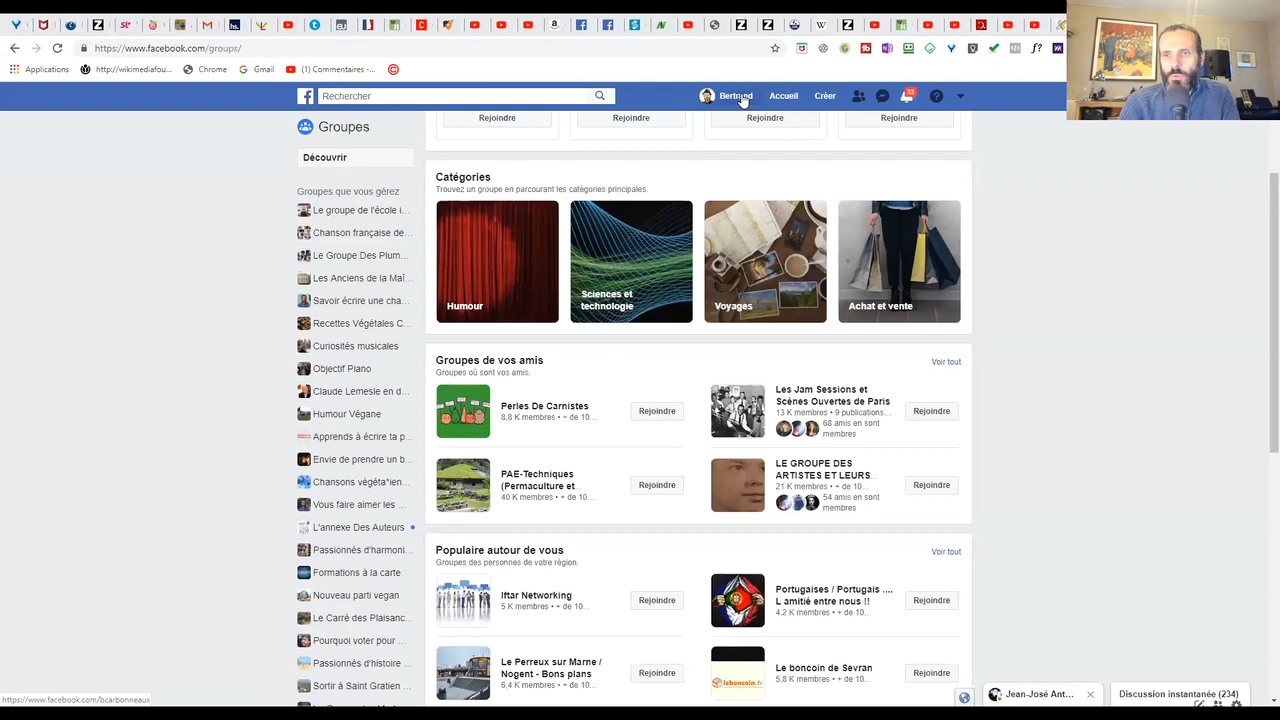 https://www.facebook.com/groups/
Applications
http://wikimediafou...
Chrome
Gmail
(1) Commentaires -...
Rechercher
Bertrand
Accueil
Créer
33
Groupes
Découvrir
Groupes que vous gérez
Le groupe de l'école i...
Chanson française de...
Le Groupe Des Plum...
Les Anciens de la Maî...
Savoir écrire une cha...
Recettes Végétales C...
Curiosités musicales
Objectif Piano
Claude Lemesle en d...
Humour Végane
Apprends à écrire ta p...
Envie de prendre un b...
Chansons végéta*ien...
Vous faire aimer les ...
L'annexe Des Auteurs
Passionnés d'harmoni...
Formations à la carte
Nouveau parti vegan
Le Carré des Plaisanc...
Pourquoi voter pour ...
Passionnés d'histoire ...
Sortir à Saint Gratien ...
Rejoindre
Rejoindre
Rejoindre
Rejoindre
Catégories
Trouvez un groupe en parcourant les catégories principales.
Humour
Sciences et
technologie
Voyages
Achat et vente
Groupes de vos amis
Voir tout
Groupes où sont vos amis.
Perles De Carnistes
8,8 K membres • + de 10...
Rejoindre
Les Jam Sessions et
Scènes Ouvertes de Paris
13 K membres • 9 publications...
68 amis en sont
membres
Rejoindre
PAE-Techniques
(Permaculture et...
40 K membres • + de 10...
Rejoindre
LE GROUPE DES
ARTISTES ET LEURS...
21 K membres • + de 10...
54 amis en sont
membres
Rejoindre
Populaire autour de vous
Voir tout
Groupes des personnes de votre région.
Iftar Networking
5 K membres • + de 10...
Rejoindre
Portugaises / Portugais ....
L amitié entre nous !!
4,2 K membres • + de 10...
Rejoindre
Le Perreux sur Marne /
Nogent - Bons plans
6,4 K membres • + de 10...
Rejoindre
leboncoin.fr
Le boncoin de Sevran
5,8 K membres • + de 10...
Rejoindre
https://www.facebook.com/bcarbonneaux
Jean-José Ant...
Discussion instantanée (234)